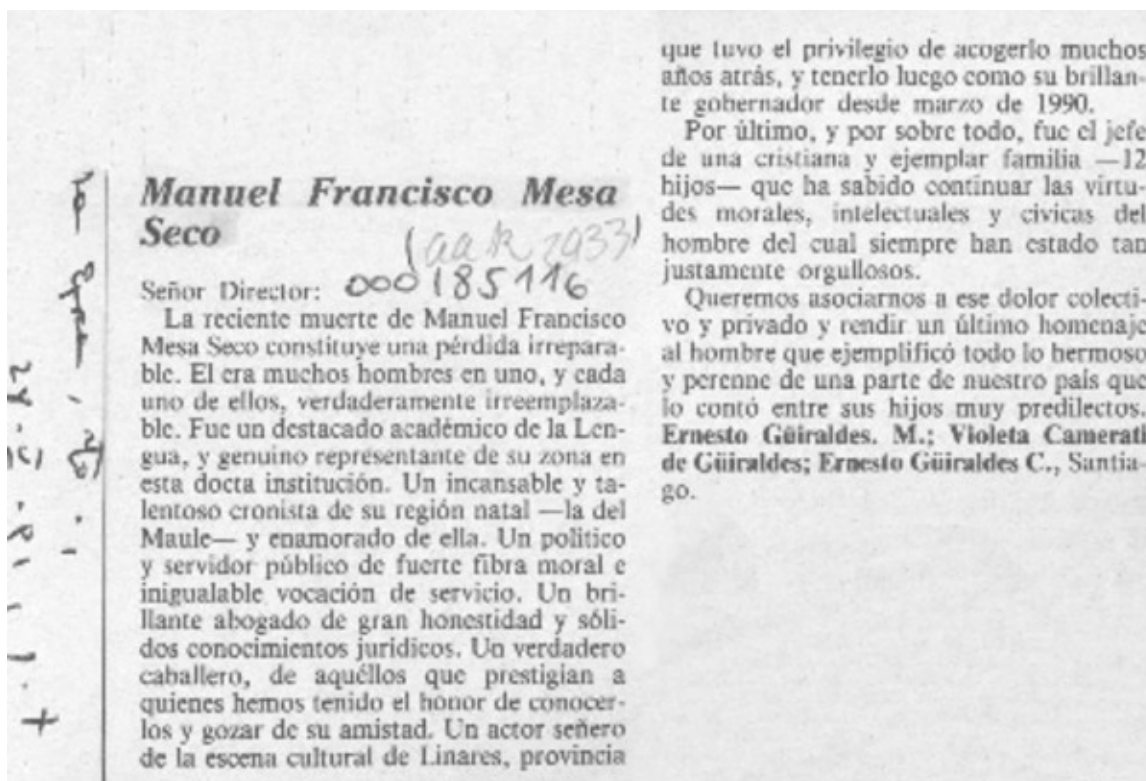 Manuel Francisco Mesa
Seco
(aak 2933)
000185116
Señor Director:
La reciente muerte de Manuel Francisco
Mesa Seco constituye una pérdida irrepara-
ble. El era muchos hombres en uno, y cada
uno de ellos, verdaderamente irreemplaza-
ble. Fue un destacado académico de la Len-
gua, y genuino representante de su zona en
esta docta institución. Un incansable y ta-
lentoso cronista de su región natal —la del
Maule— y enamorado de ella. Un político
y servidor público de fuerte fibra moral e
inigualable vocación de servicio. Un bri-
llante abogado de gran honestidad y sóli-
dos conocimientos jurídicos. Un verdadero
caballero, de aquéllos que prestigian a
quienes hemos tenido el honor de conocer-
los y gozar de su amistad. Un actor señero
de la escena cultural de Linares, provincia
que tuvo el privilegio de acogerlo muchos
años atrás, y tenerlo luego como su brillan-
te gobernador desde marzo de 1990.
Por último, y por sobre todo, fue el jefe
de una cristiana y ejemplar familia —12
hijos— que ha sabido continuar las virtu-
des morales, intelectuales y cívicas del
hombre del cual siempre han estado tan
justamente orgullosos.
Queremos asociarnos a ese dolor colecti-
vo y privado y rendir un último homenaje
al hombre que ejemplificó todo lo hermoso
y perenne de una parte de nuestro país que
lo contó entre sus hijos muy predilectos.
Ernesto Güiraldes. M.; Violeta Camerati
de Güiraldes; Ernesto Güiraldes C., Santia-
go.